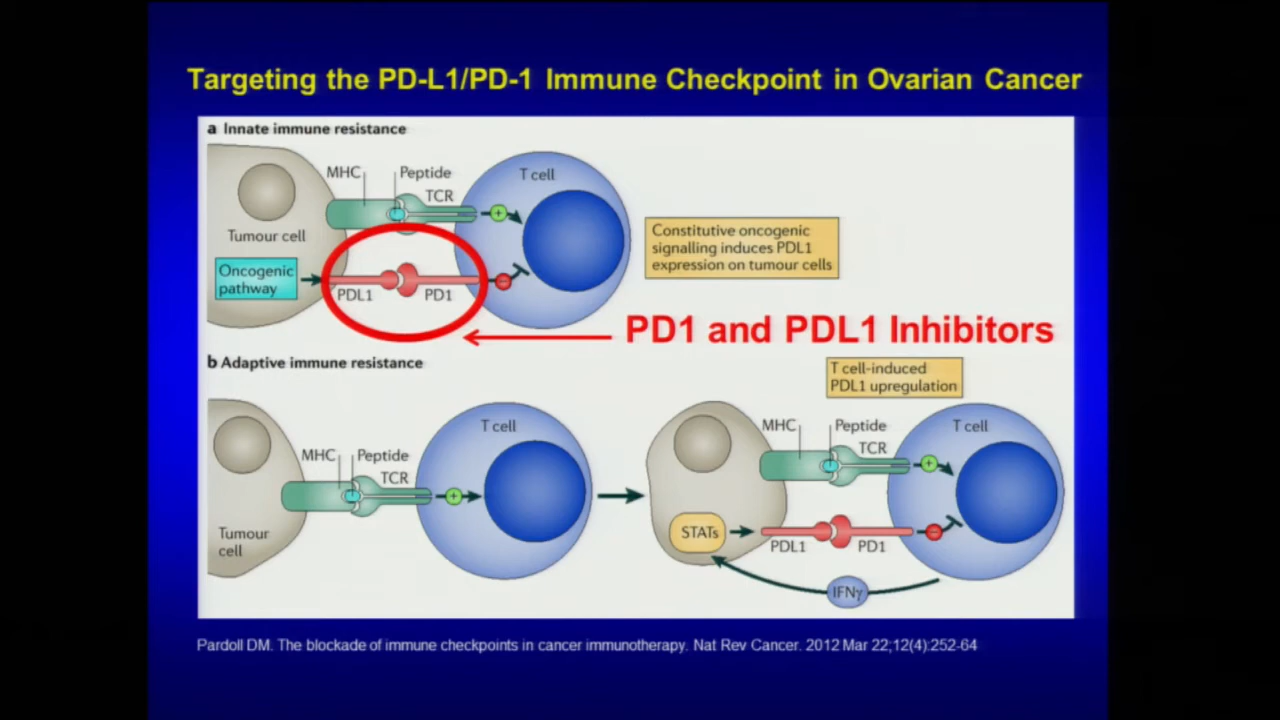 Targeting the PD-L1/PD-1 Immune Checkpoint in Ovarian Cancer
a Innate immune resistance
MHC
Peptide
TCR
T cell
Tumour cell
Oncogenic
pathway
PDL1
PD1
Constitutive oncogenic
signalling induces PDL1
expression on tumour cells
PD1 and PDL1 Inhibitors
b Adaptive immune resistance
T cell-induced
PDL1 upregulation
MHC
Peptide
TCR
T cell
Tumour
cell
MHC
Peptide
TCR
T cell
STATs
PDL1
PD1
IFNγ
Pardoll DM. The blockade of immune checkpoints in cancer immunotherapy. Nat Rev Cancer. 2012 Mar 22;12(4):252-64